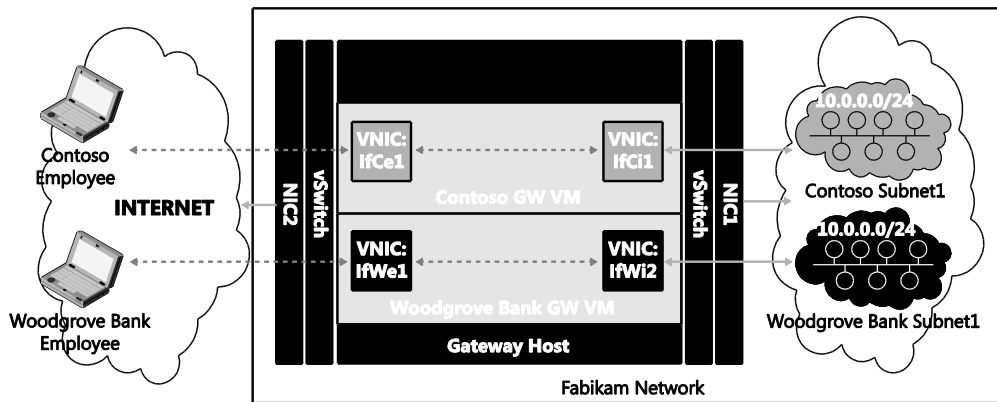 Contoso
Employee
INTERNET
Woodgrove Bank
Employee
NIC2
vSwitch
VNIC:
IfCe1
VNIC:
IfCi1
Contoso GW VM
VNIC:
IfWe1
VNIC:
IfWi2
Woodgrove Bank GW VM
Gateway Host
vSwitch
NIC1
10.0.0.0/24
Contoso Subnet1
10.0.0.0/24
Woodgrove Bank Subnet1
Fabikam Network